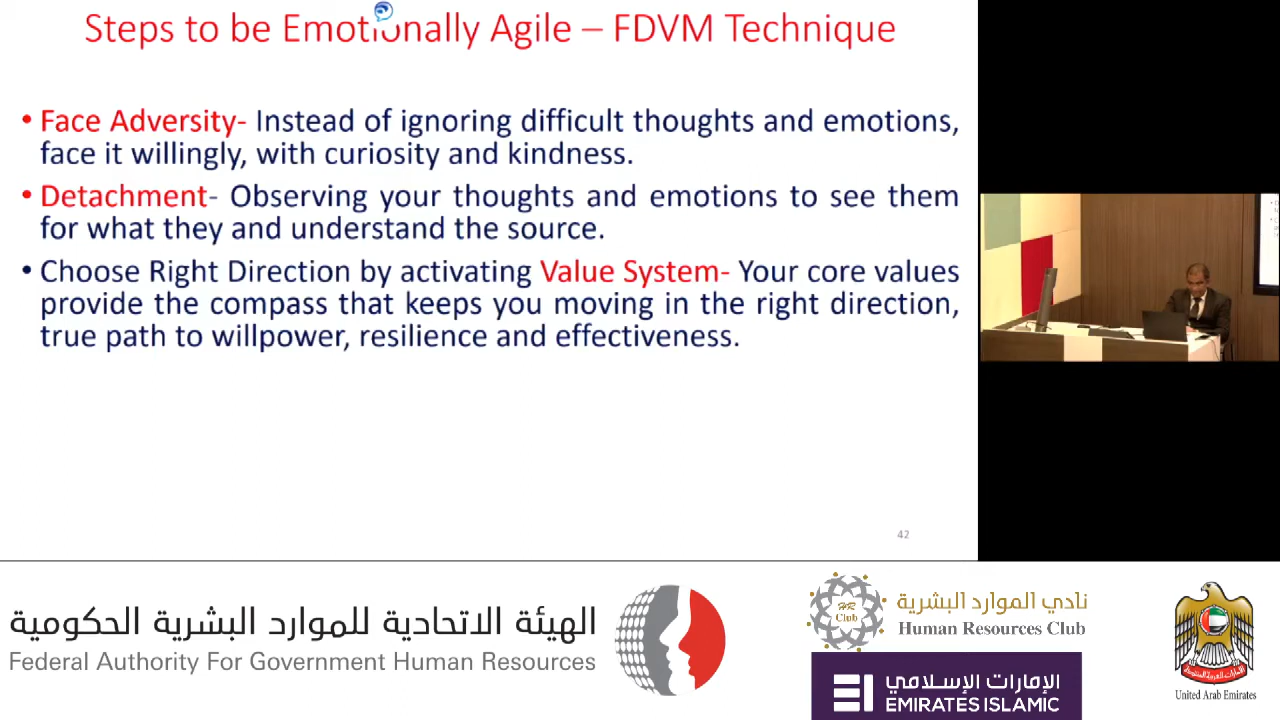 Steps to be Emotionally Agile – FDVM Technique
• Face Adversity- Instead of ignoring difficult thoughts and emotions,
face it willingly, with curiosity and kindness.
• Detachment- Observing your thoughts and emotions to see them
for what they and understand the source.
• Choose Right Direction by activating Value System- Your core values
provide the compass that keeps you moving in the right direction,
true path to willpower, resilience and effectiveness.
42
الهيئة الاتحادية للموارد البشرية الحكومية
Federal Authority For Government Human Resources
HR
Club
نادي الموارد البشرية
Human Resources Club
الإمارات الإسلامي
EMIRATES ISLAMIC
United Arab Emirates